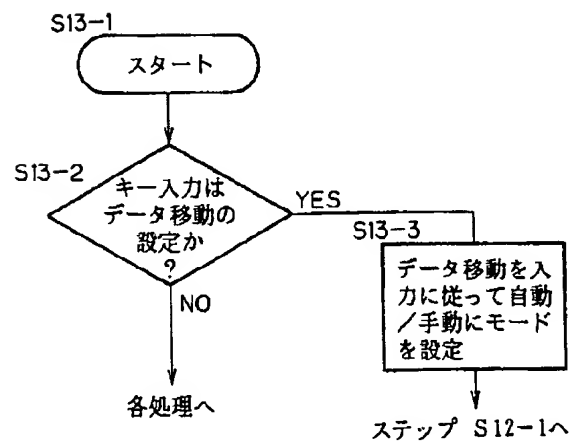 S13-1
スタート
S13-2
キー入力は
データ移動の
設定か
?
YES
S13-3
データ移動を入
力に従って自動
/手動にモード
を設定
NO
各処理へ
ステップ S12-1へ